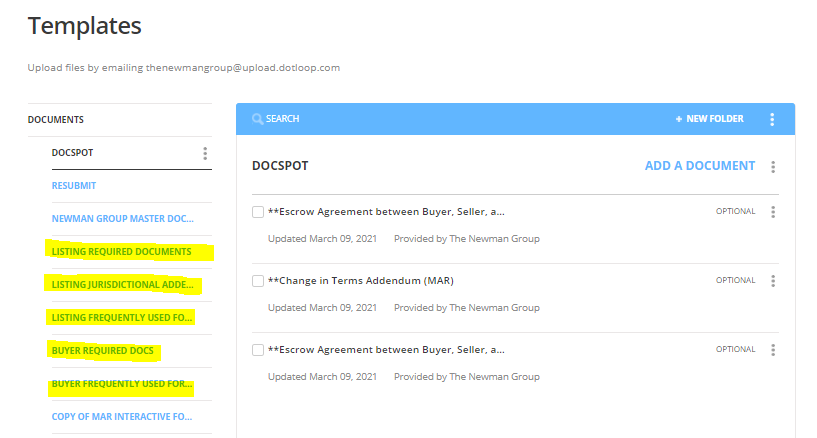 Templates
Upload files by emailing thenewmangroup@upload.dotloop.com
DOCUMENTS
DOCSPOT
RESUBMIT
NEWMAN GROUP MASTER DOC...
LISTING REQUIRED DOCUMENTS
LISTING JURISDICTIONAL ADDE...
LISTING FREQUENTLY USED FO...
BUYER REQUIRED DOCS
BUYER FREQUENTLY USED FOR...
COPY OF MAR INTERACTIVE FO...
SEARCH
+ NEW FOLDER
DOCSPOT
ADD A DOCUMENT
**Escrow Agreement between Buyer, Seller, a...
OPTIONAL
Updated March 09, 2021 Provided by The Newman Group
**Change in Terms Addendum (MAR)
OPTIONAL
Updated March 09, 2021 Provided by The Newman Group
**Escrow Agreement between Buyer, Seller, a...
OPTIONAL
Updated March 09, 2021 Provided by The Newman Group